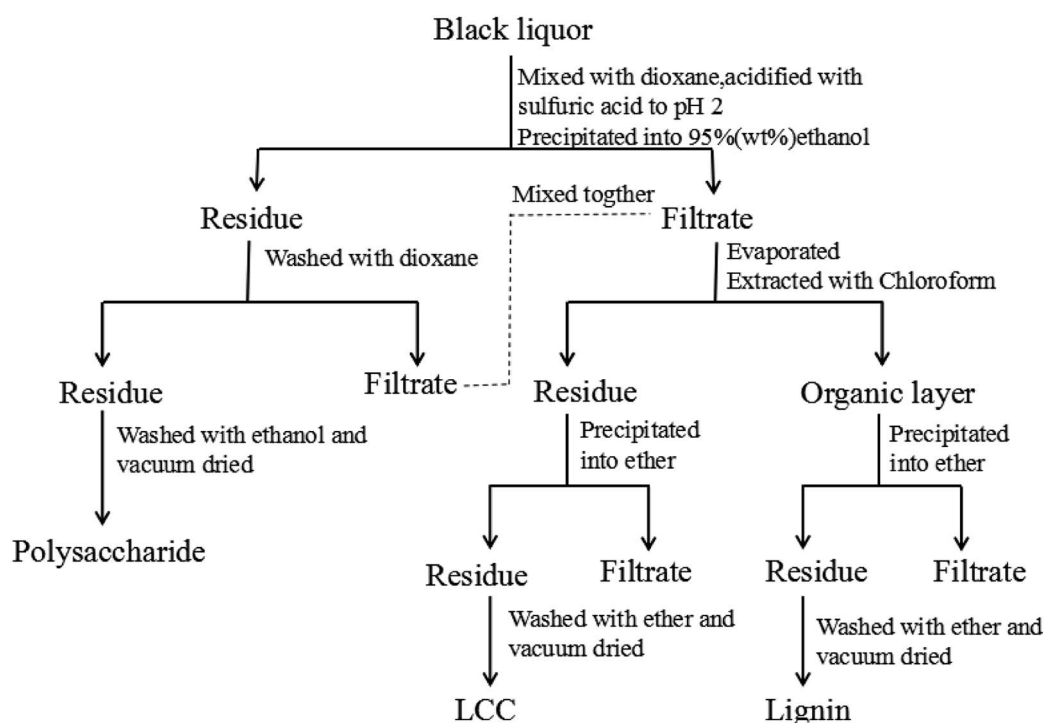 Black liquor
Mixed with dioxane,acidified with
sulfuric acid to pH 2
Precipitated into 95%(wt%)ethanol
Mixed togther
Residue
Filtrate
Washed with dioxane
Evaporated
Extracted with Chloroform
Residue
Filtrate
Residue
Organic layer
Washed with ethanol and
vacuum dried
Precipitated
into ether
Precipitated
into ether
Polysaccharide
Residue
Filtrate
Residue
Filtrate
Washed with ether and
vacuum dried
Washed with ether and
vacuum dried
LCC
Lignin